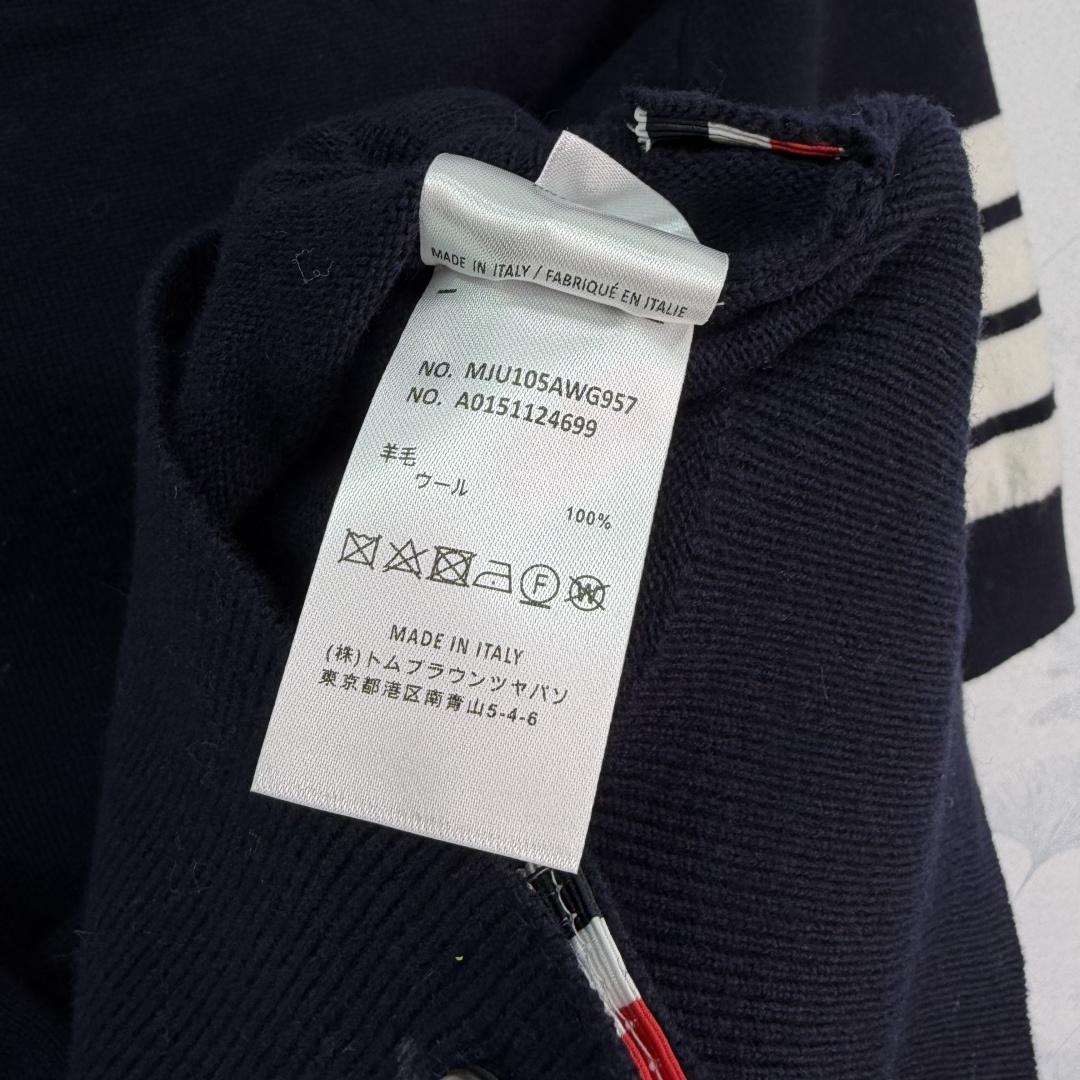 MADE IN ITALY / FABRIQUÉ EN ITALIE
NO. MJU105AWG957
NO. A0151124699
羊毛
ウール
100%
F
W
MADE IN ITALY
(株)トムブラウンツヤパソ
東京都港区南青山5-4-6